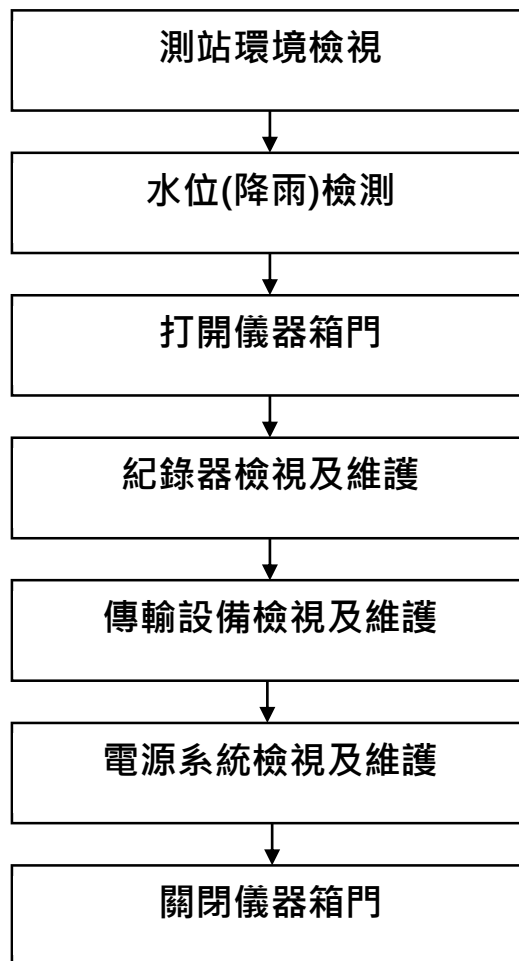 測站環境檢視
水位(降雨)檢測
打開儀器箱門
紀錄器檢視及維護
傳輸設備檢視及維護
電源系統檢視及維護
關閉儀器箱門